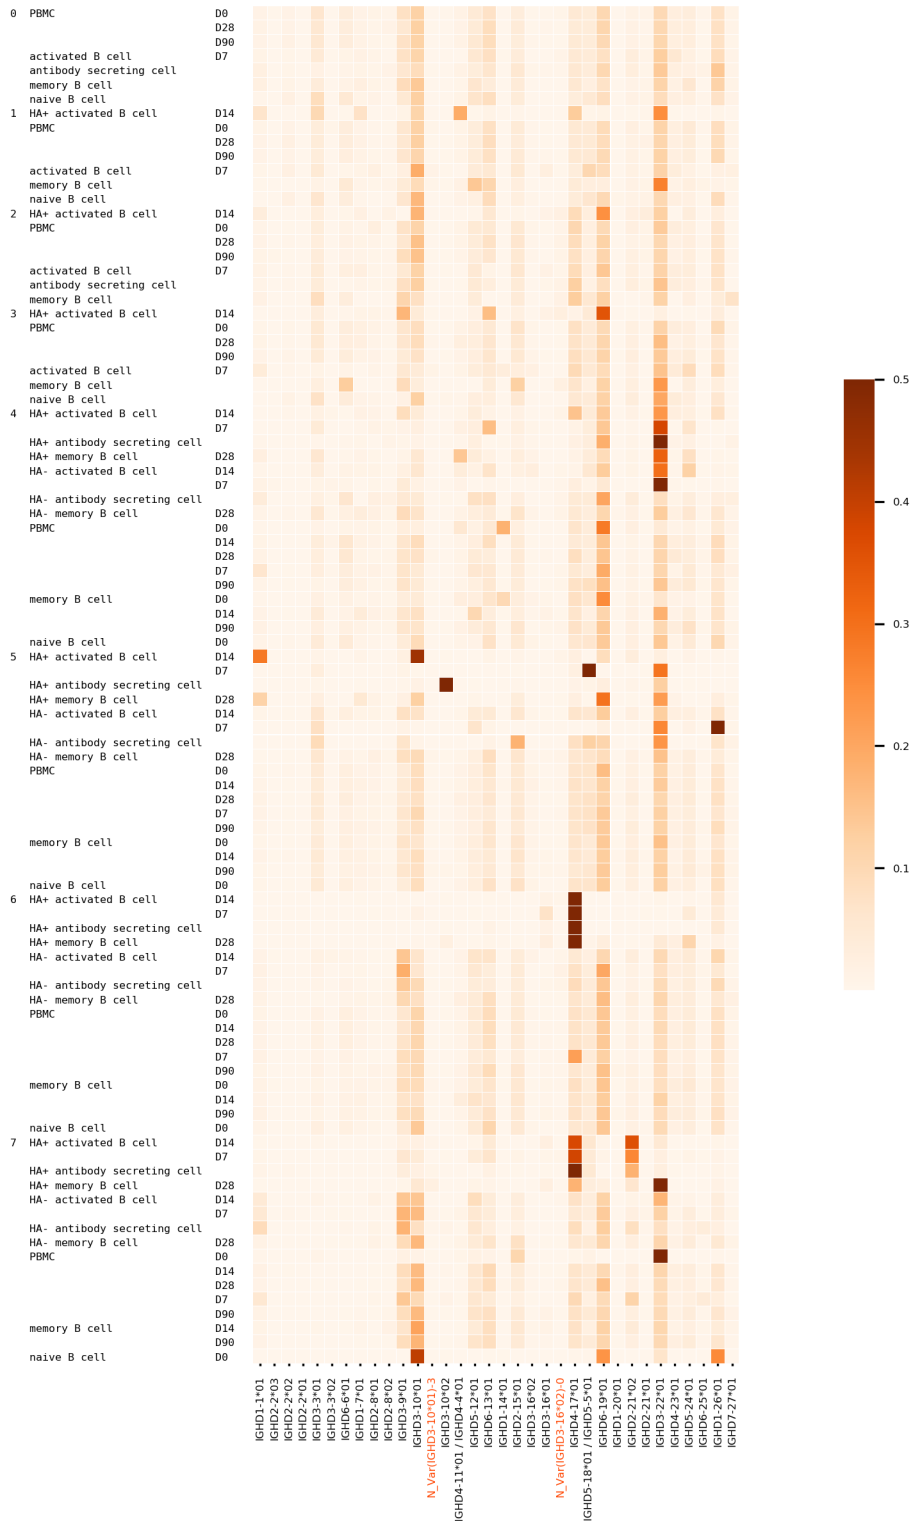 0 PBMC D0
D28
D90
activated B cell D7
antibody secreting cell
memory B cell
naive B cell
1 HA+ activated B cell D14
PBMC D0
D28
D90
activated B cell D7
memory B cell
naive B cell
2 HA+ activated B cell D14
PBMC D0
D28
D90
activated B cell D7
antibody secreting cell
memory B cell
3 HA+ activated B cell D14
PBMC D0
D28
D90
activated B cell D7
memory B cell
naive B cell
4 HA+ activated B cell D14
D7
HA+ antibody secreting cell
HA+ memory B cell D28
HA- activated B cell D14
D7
HA- antibody secreting cell
HA- memory B cell D28
PBMC D0
D14
D28
D7
D90
memory B cell D0
D14
D90
naive B cell D0
5 HA+ activated B cell D14
D7
HA+ antibody secreting cell
HA+ memory B cell D28
HA- activated B cell D14
D7
HA- antibody secreting cell
HA- memory B cell D28
PBMC D0
D14
D28
D7
D90
memory B cell D0
D14
D90
naive B cell D0
6 HA+ activated B cell D14
D7
HA+ antibody secreting cell
HA+ memory B cell D28
HA- activated B cell D14
D7
HA- antibody secreting cell
HA- memory B cell D28
PBMC D0
D14
D28
D7
D90
memory B cell D0
D14
D90
naive B cell D0
7 HA+ activated B cell D14
D7
HA+ antibody secreting cell
HA+ memory B cell D28
HA- activated B cell D14
D7
HA- antibody secreting cell
HA- memory B cell D28
PBMC D0
D14
D28
D7
D90
memory B cell D14
D90
naive B cell D0
IGHD1-1*01
IGHD2-2*03
IGHD2-2*02
IGHD2-2*01
IGHD3-3*01
IGHD3-3*02
IGHD6-6*01
IGHD1-7*01
IGHD2-8*01
IGHD2-8*02
IGHD3-9*01
IGHD3-10*01
N_Var(IGHD3-10*01)-3
IGHD3-10*02
IGHD4-11*01 / IGHD4-4*01
IGHD5-12*01
IGHD6-13*01
IGHD1-14*01
IGHD2-15*01
IGHD3-16*02
IGHD3-16*01
N_Var(IGHD3-16*02)-0
IGHD4-17*01
IGHD5-18*01 / IGHD5-5*01
IGHD6-19*01
IGHD1-20*01
IGHD2-21*02
IGHD2-21*01
IGHD3-22*01
IGHD4-23*01
IGHD5-24*01
IGHD6-25*01
IGHD1-26*01
IGHD7-27*01
0.5
0.4
0.3
0.2
0.1